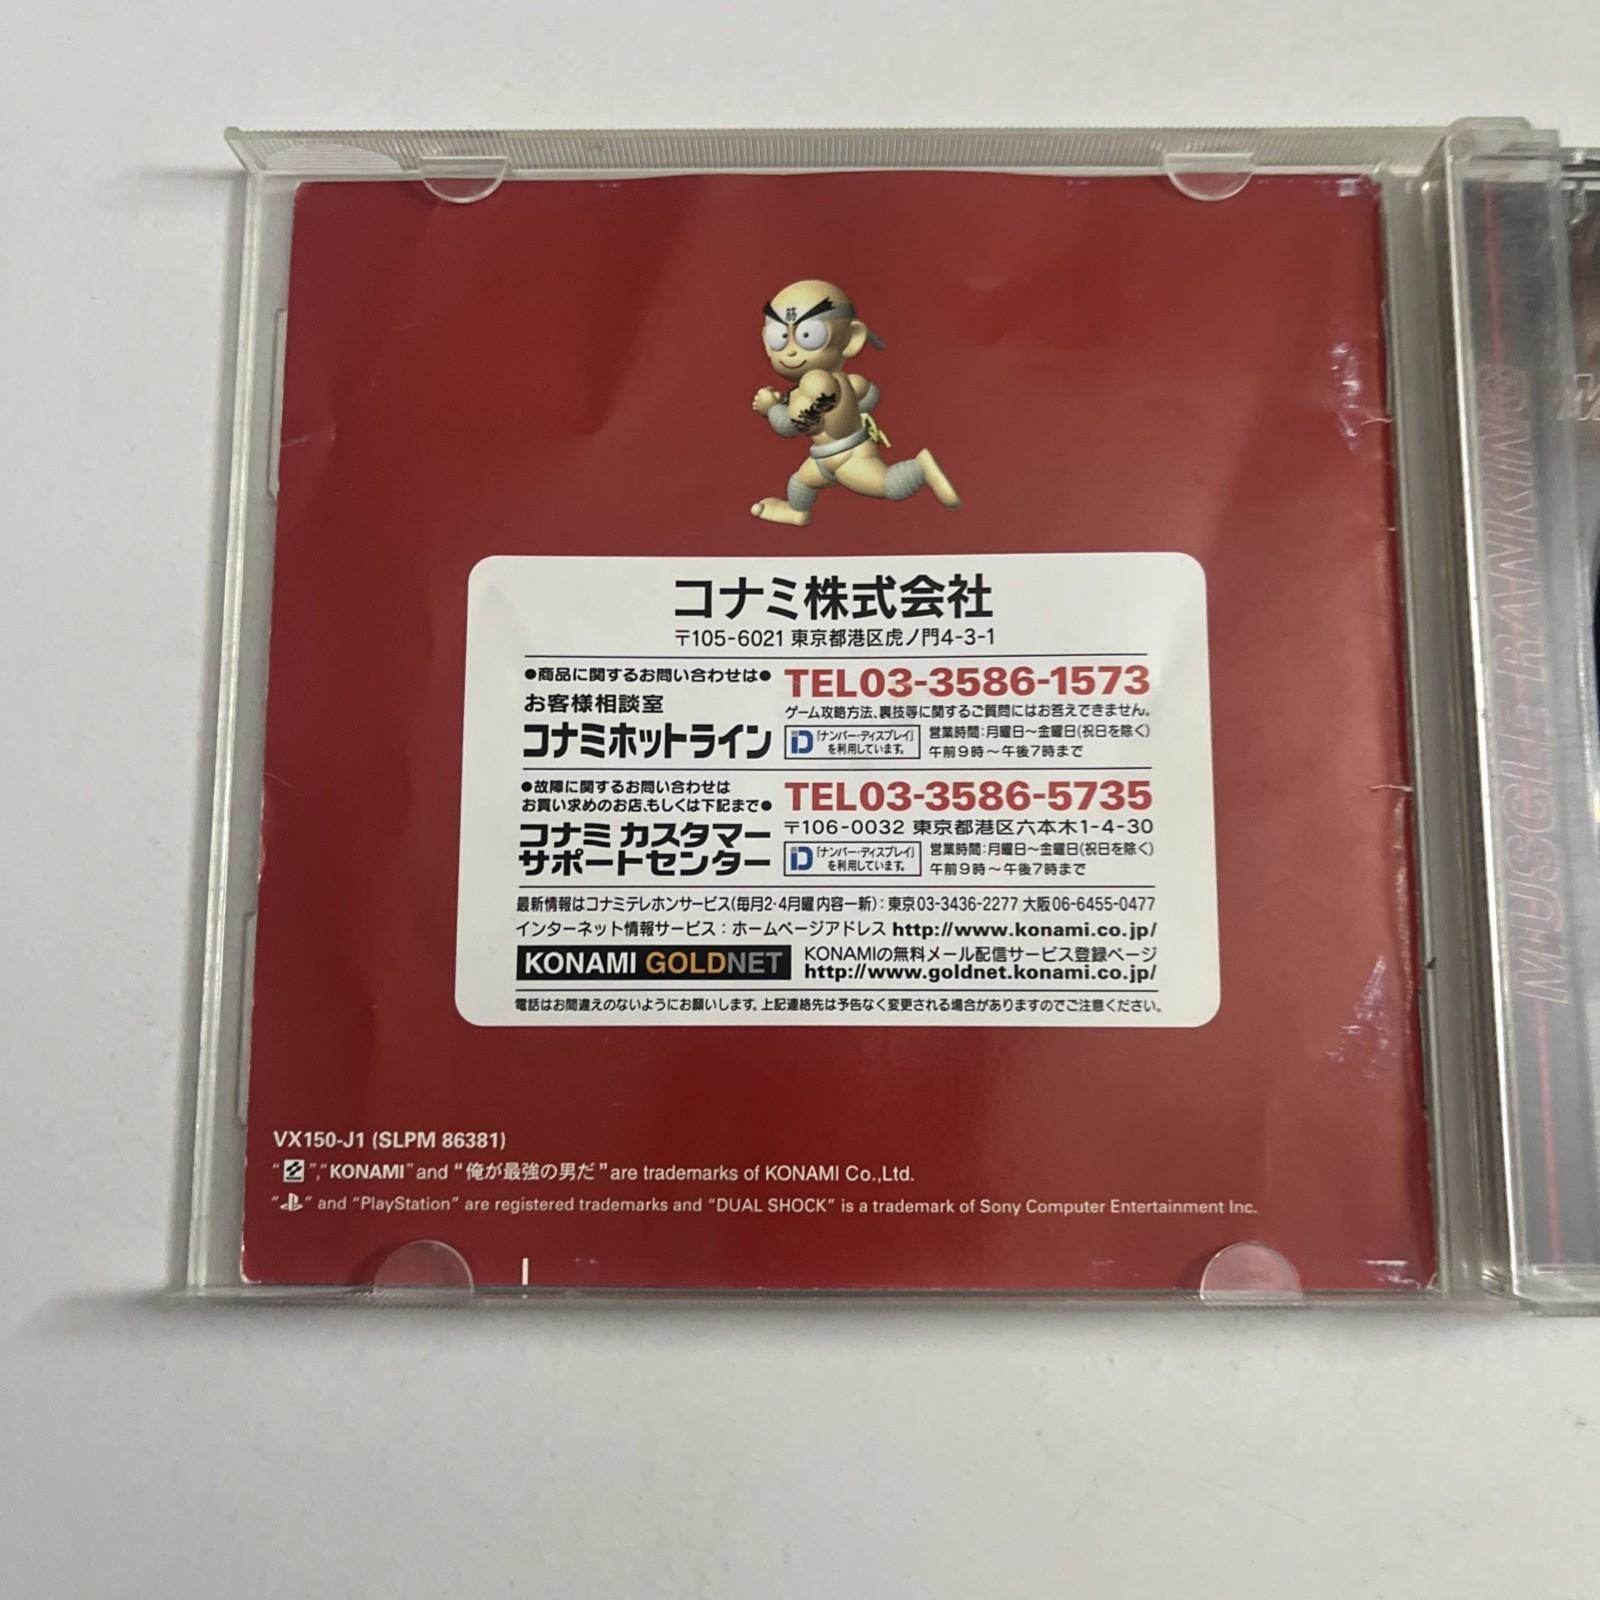 筋
コナミ株式会社
〒105-6021 東京都港区虎ノ門4-3-1
●商品に関するお問い合わせは●
お客様相談室
コナミホットライン
TEL03-3586-1573
ゲーム攻略方法、裏技等に関するご質問にはお答えできません。
D「ナンバー・ディスプレイ」
を利用しています。
営業時間:月曜日~金曜日(祝日を除く)
午前9時~午後7時まで
●故障に関するお問い合わせは
お買い求めのお店、もしくは下記まで●
コナミ カスタマー
サポートセンター
TEL03-3586-5735
〒106-0032 東京都港区六本木1-4-30
D「ナンバー・ディスプレイ」
を利用しています。
営業時間:月曜日~金曜日(祝日を除く)
午前9時~午後7時まで
最新情報はコナミテレホンサービス(毎月2・4月曜内容一新):東京03-3436-2277 大阪06-6455-0477
インターネット情報サービス:ホームページアドレス http://www.konami.co.jp/
KONAMI GOLDNET
KONAMIの無料メール配信サービス登録ページ
http://www.goldnet.konami.co.jp/
電話はお間違えのないようにお願いします。上記連絡先は予告なく変更される場合がありますのでご注意ください。
VX150-J1 (SLPM 86381)
" ","KONAMI" and "俺が最強の男だ" are trademarks of KONAMI Co.,Ltd.
" " and "PlayStation" are registered trademarks and "DUAL SHOCK" is a trademark of Sony Computer Entertainment Inc.
MUSCLE RANKING